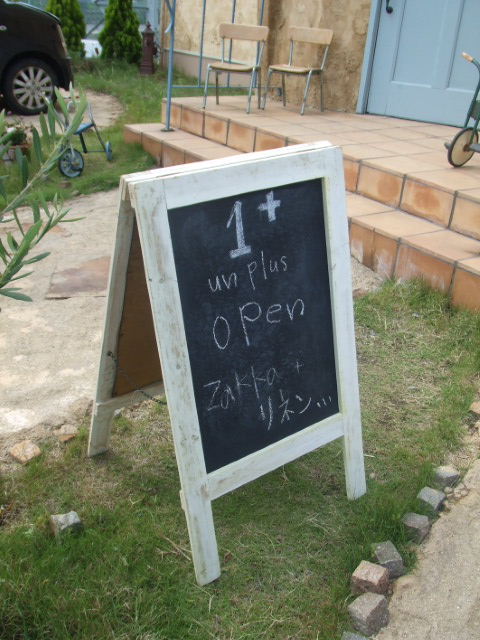 1+
un plus
open
zakka +
リネン...